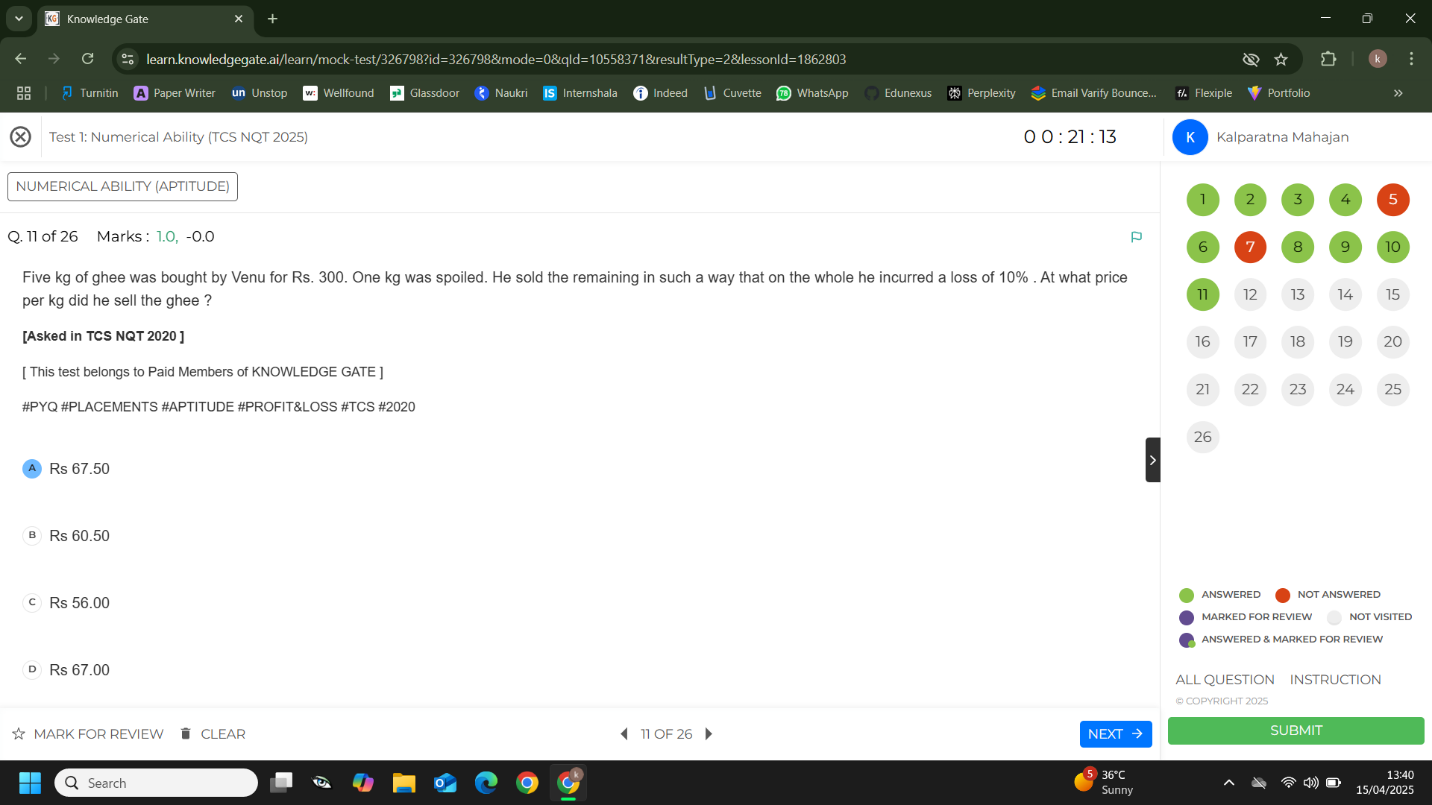 Knowledge Gate
learn.knowledgegate.ai/learn/mock-test/326798?id=326798&mode=0&qId=10558371&resultType=2&lessonId=1862803
k
Turnitin A Paper Writer un Unstop w: Wellfound Glassdoor Naukri IS Internshala Indeed Cuvette WhatsApp Edunexus Perplexity Email Varify Bounce... f/. Flexiple Portfolio
Test 1: Numerical Ability (TCS NQT 2025)
0 0 : 21 : 13
K Kalparatna Mahajan
NUMERICAL ABILITY (APTITUDE)
Q. 11 of 26 Marks : 1.0, -0.0
Five kg of ghee was bought by Venu for Rs. 300. One kg was spoiled. He sold the remaining in such a way that on the whole he incurred a loss of 10% . At what price
per kg did he sell the ghee ?
[Asked in TCS NQT 2020 ]
[ This test belongs to Paid Members of KNOWLEDGE GATE ]
#PYQ #PLACEMENTS #APTITUDE #PROFIT&LOSS #TCS #2020
A Rs 67.50
B Rs 60.50
C Rs 56.00
D Rs 67.00
MARK FOR REVIEW CLEAR
11 OF 26
NEXT
1 2 3 4 5
6 7 8 9 10
11 12 13 14 15
16 17 18 19 20
21 22 23 24 25
26
ANSWERED NOT ANSWERED
MARKED FOR REVIEW NOT VISITED
ANSWERED & MARKED FOR REVIEW
ALL QUESTION INSTRUCTION
© COPYRIGHT 2025
SUBMIT
Search
5 36°C
Sunny
13:40
15/04/2025